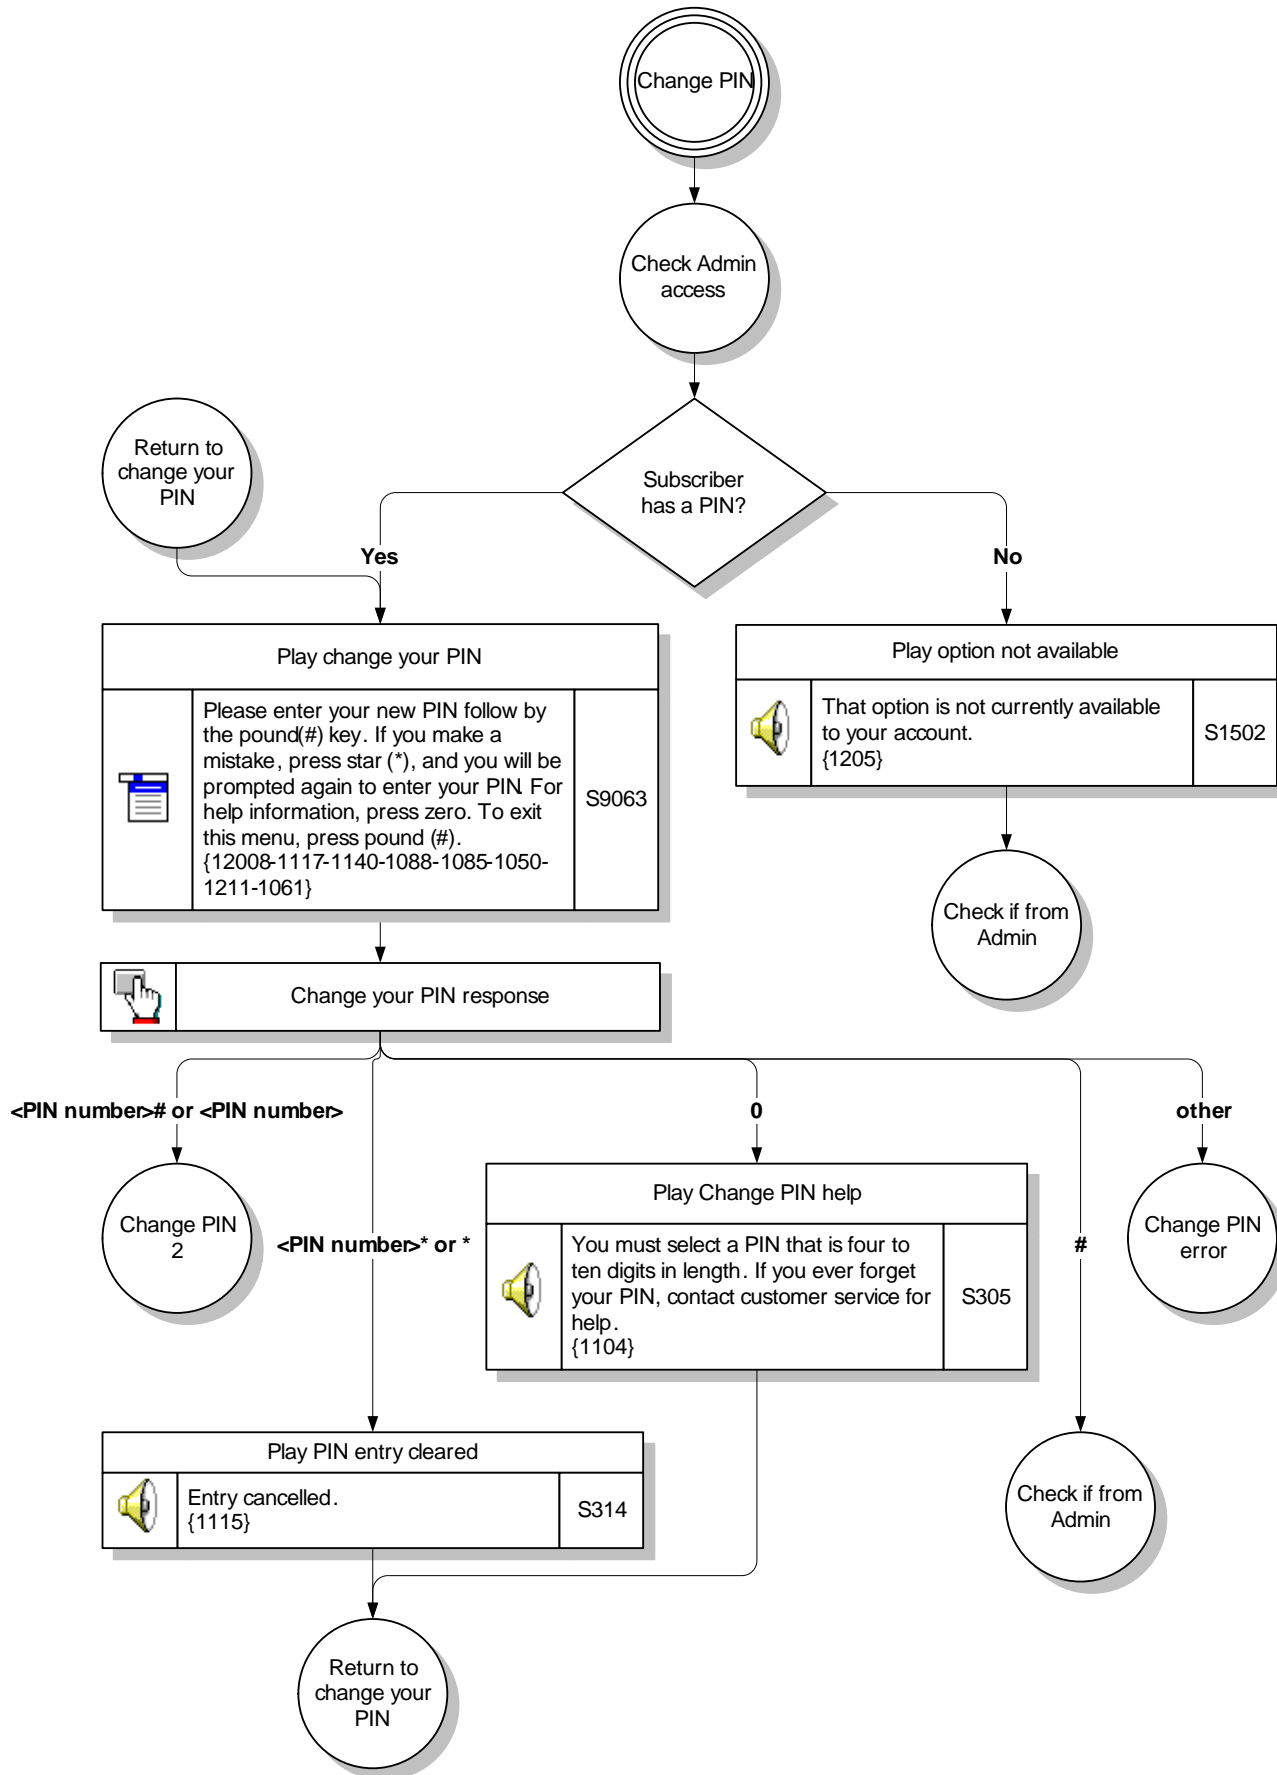 Change PIN
Check Admin
access
Return to
change your
PIN
Subscriber
has a PIN?
Yes
No
Play change your PIN
Please enter your new PIN follow by
the pound(#) key. If you make a
mistake, press star (*), and you will be
prompted again to enter your PIN. For
help information, press zero. To exit
this menu, press pound (#).
{12008-1117-1140-1088-1085-1050-
1211-1061}
S9063
Play option not available
That option is not currently available
to your account.
{1205}
S1502
Check if from
Admin
Change your PIN response
<PIN number># or <PIN number>
0
other
Change PIN
2
<PIN number>* or *
Play Change PIN help
You must select a PIN that is four to
ten digits in length. If you ever forget
your PIN, contact customer service for
help.
{1104}
S305
#
Change PIN
error
Play PIN entry cleared
Entry cancelled.
{1115}
S314
Check if from
Admin
Return to
change your
PIN